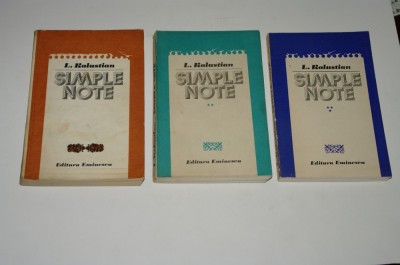 L. Kalustian
SIMPLE
NOTE
Editura Eminescu
L. Kalustian
SIMPLE
NOTE
**
Editura Eminescu
L. Kalustian
SIMPLE
NOTE
***
Editura Eminescu